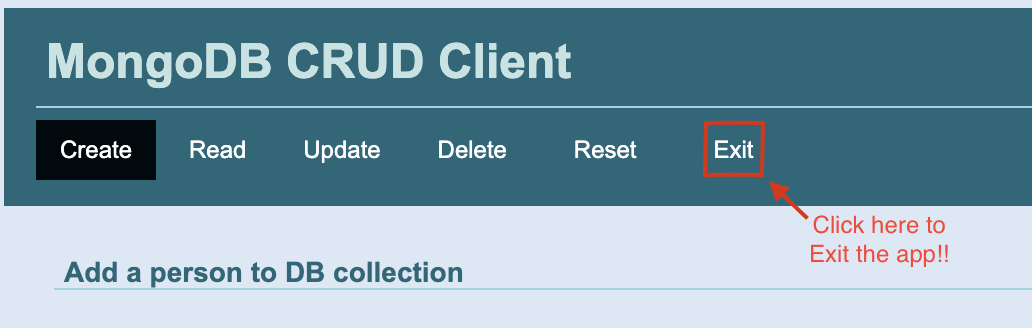 MongoDB CRUD Client
Create Read Update Delete Reset Exit
Click here to
Exit the app!!
Add a person to DB collection